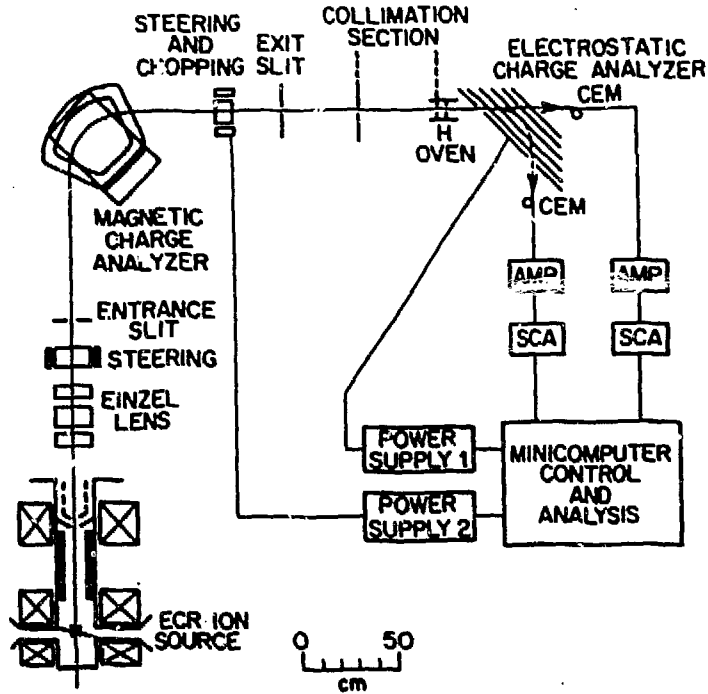 STEERING
AND
CHOPPING
EXIT
SLIT
COLLIMATION
SECTION
ELECTROSTATIC
CHARGE ANALYZER
CEM
H
OVEN
CEM
MAGNETIC
CHARGE
ANALYZER
AMP
AMP
ENTRANCE
SLIT
STEERING
SCA
SCA
EINZEL
LENS
POWER
SUPPLY 1
MINICOMPUTER
CONTROL
AND
ANALYSIS
POWER
SUPPLY 2
ECR ION
SOURCE
0 50
cm